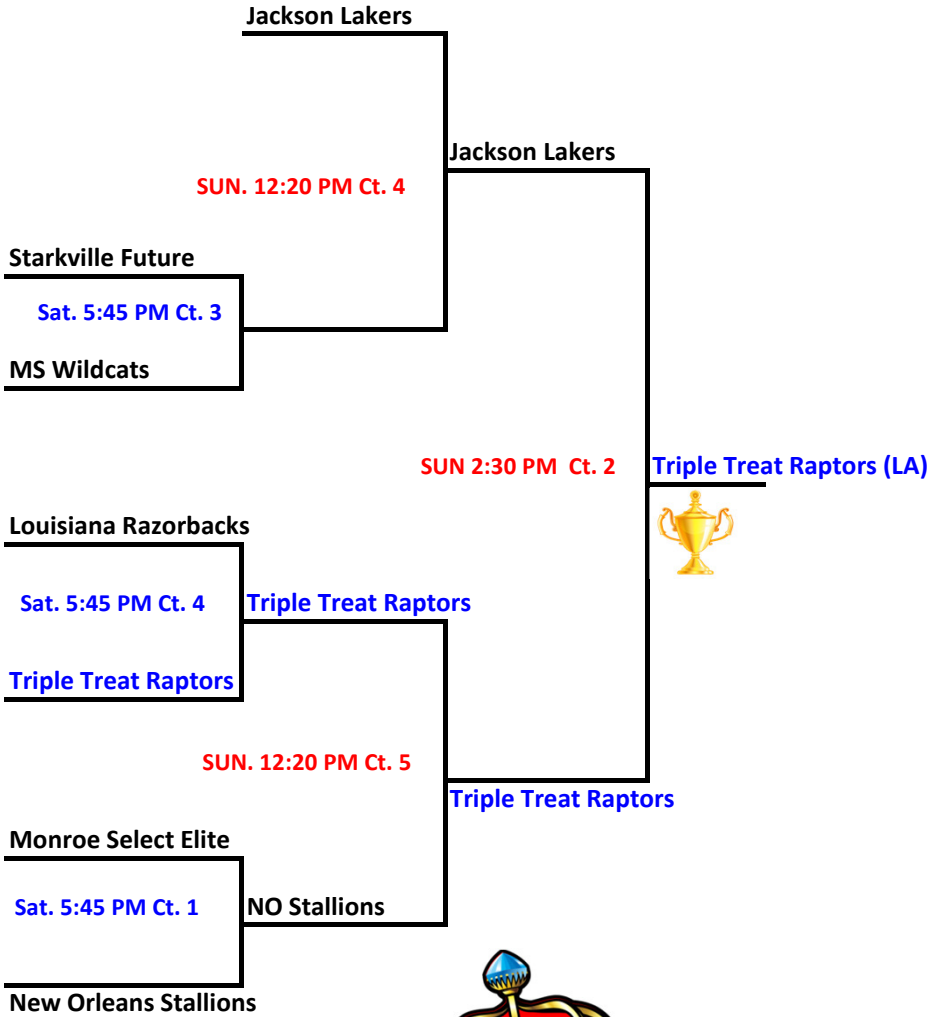 Jackson Lakers
Jackson Lakers
SUN. 12:20 PM Ct. 4
Starkville Future
Sat. 5:45 PM Ct. 3
MS Wildcats
SUN 2:30 PM  Ct. 2
Triple Treat Raptors (LA)
Louisiana Razorbacks
Sat. 5:45 PM Ct. 4
Triple Treat Raptors
Triple Treat Raptors
SUN. 12:20 PM Ct. 5
Triple Treat Raptors
Monroe Select Elite
Sat. 5:45 PM Ct. 1
NO Stallions
New Orleans Stallions